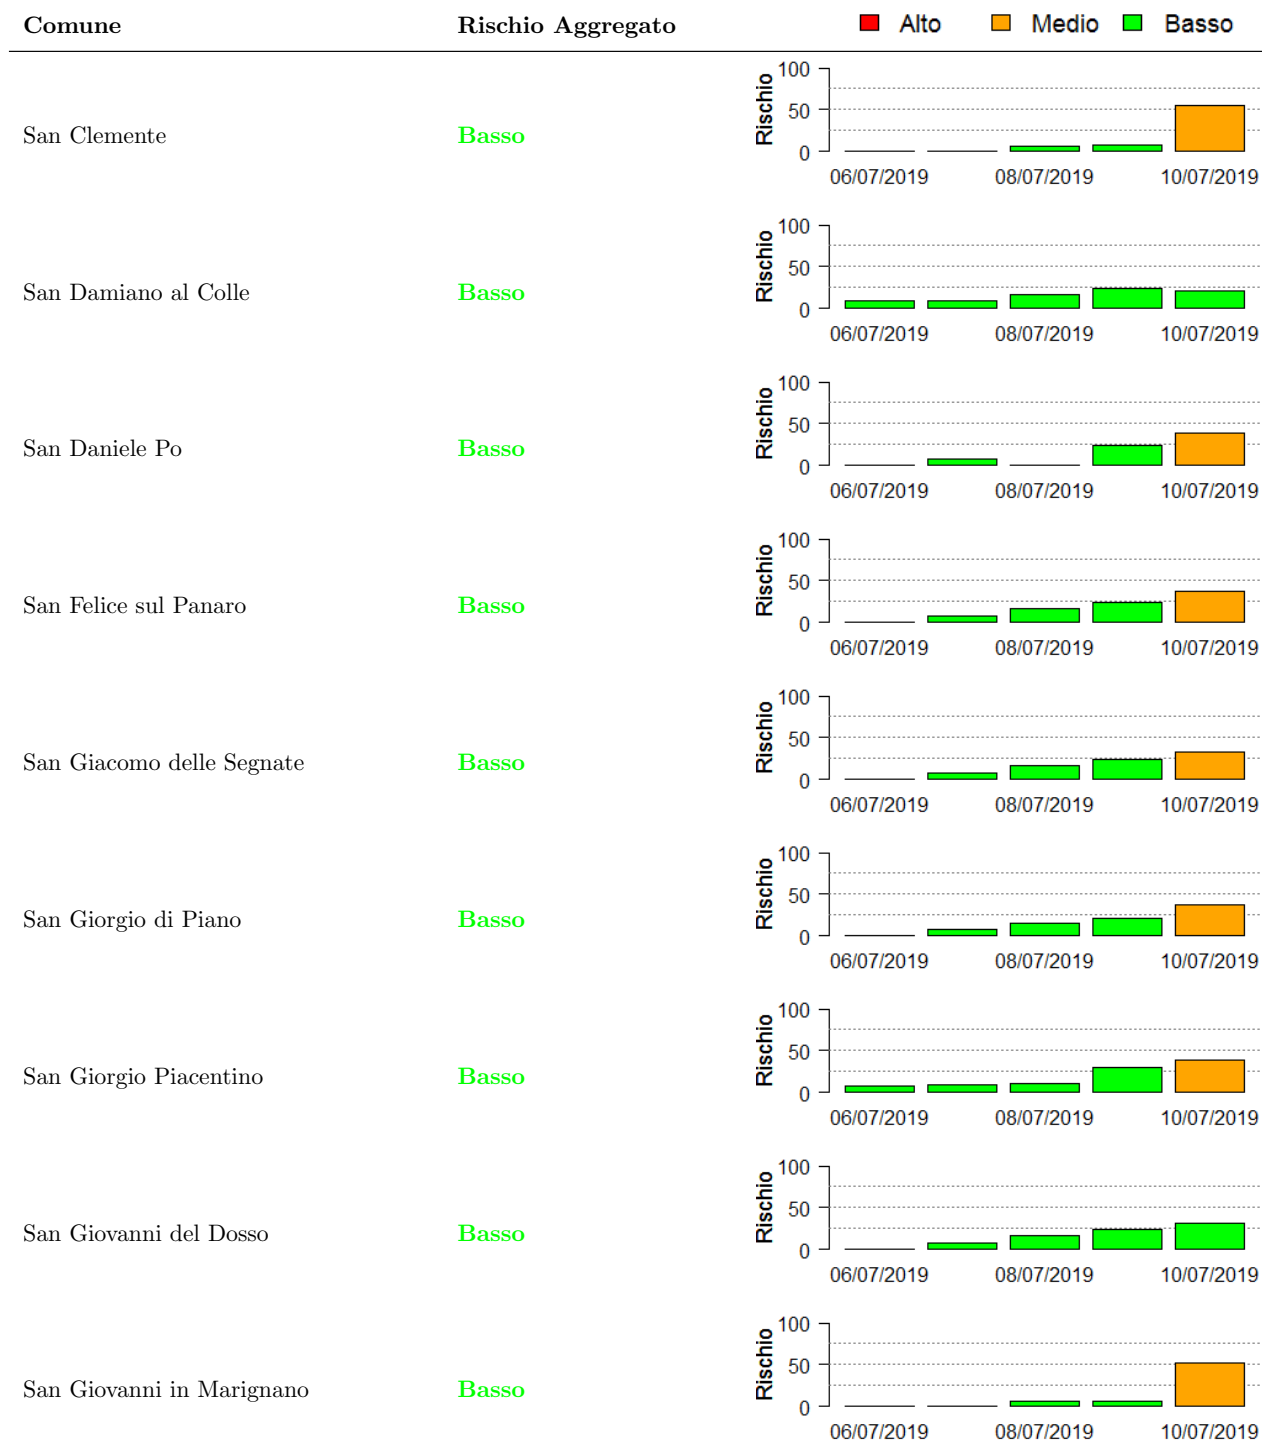 Comune Rischio Aggregato Alto Medio Basso
San Clemente Basso
Rischio
100
50
0
06/07/2019 08/07/2019 10/07/2019
San Damiano al Colle Basso
Rischio
100
50
0
06/07/2019 08/07/2019 10/07/2019
San Daniele Po Basso
Rischio
100
50
0
06/07/2019 08/07/2019 10/07/2019
San Felice sul Panaro Basso
Rischio
100
50
0
06/07/2019 08/07/2019 10/07/2019
San Giacomo delle Segnate Basso
Rischio
100
50
0
06/07/2019 08/07/2019 10/07/2019
San Giorgio di Piano Basso
Rischio
100
50
0
06/07/2019 08/07/2019 10/07/2019
San Giorgio Piacentino Basso
Rischio
100
50
0
06/07/2019 08/07/2019 10/07/2019
San Giovanni del Dosso Basso
Rischio
100
50
0
06/07/2019 08/07/2019 10/07/2019
San Giovanni in Marignano Basso
Rischio
100
50
0
06/07/2019 08/07/2019 10/07/2019